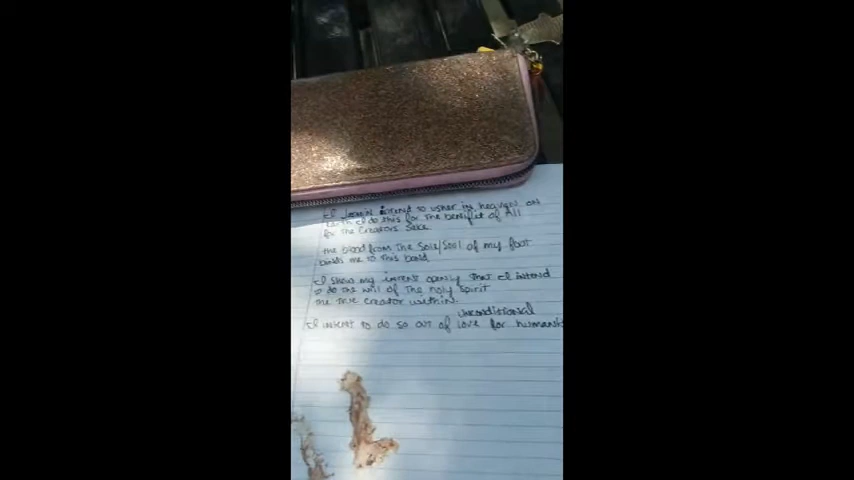 I intent to usher in heaven on
Earth I do this for the benefit of All
for the Creators Sake
the blood from the Sole/Soul of my foot
binds me to this bond
I show my intent openly that I intend
to do the will of the Holy Spirit
the true creator within.
unconditional
I intent to do so out of love for humanit